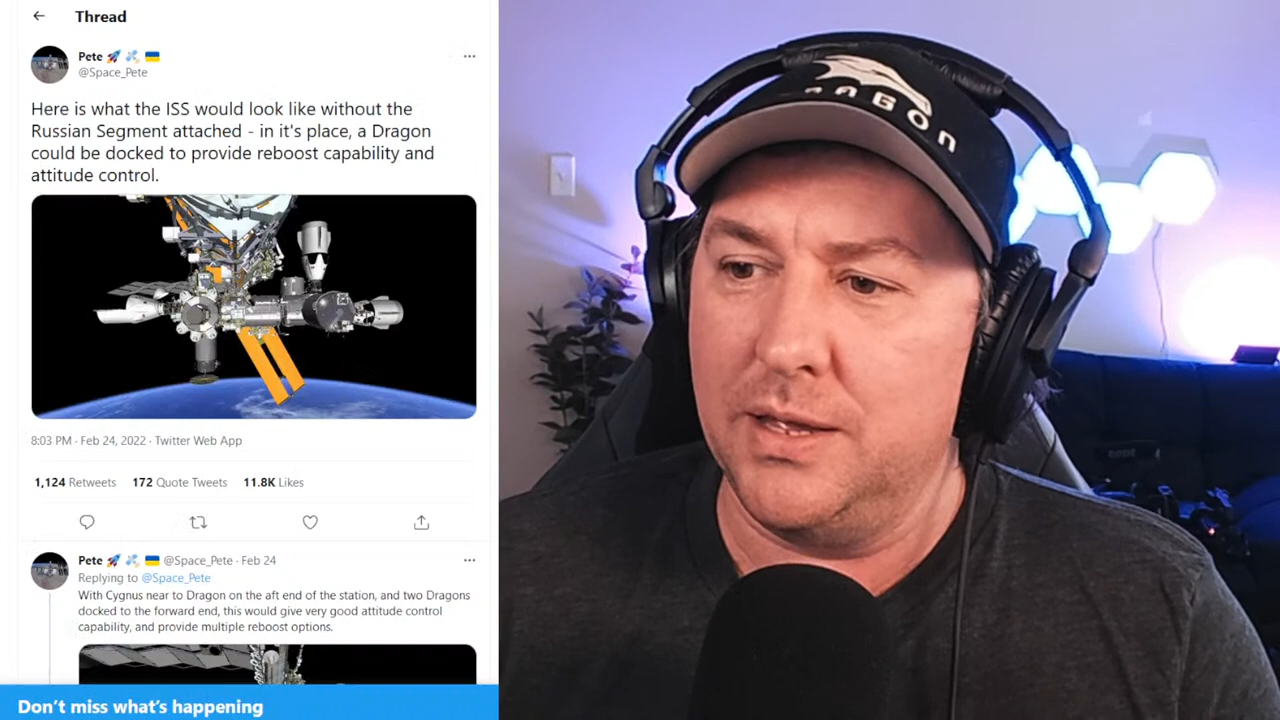 Thread
Pete
@Space_Pete
Here is what the ISS would look like without the
Russian Segment attached - in it's place, a Dragon
could be docked to provide reboost capability and
attitude control.
8:03 PM · Feb 24, 2022 · Twitter Web App
1,124 Retweets 172 Quote Tweets 11.8K Likes
Pete @Space_Pete · Feb 24
Replying to @Space_Pete
With Cygnus near to Dragon on the aft end of the station, and two Dragons
docked to the forward end, this would give very good attitude control
capability, and provide multiple reboost options.
Don't miss what's happening
DRAGON